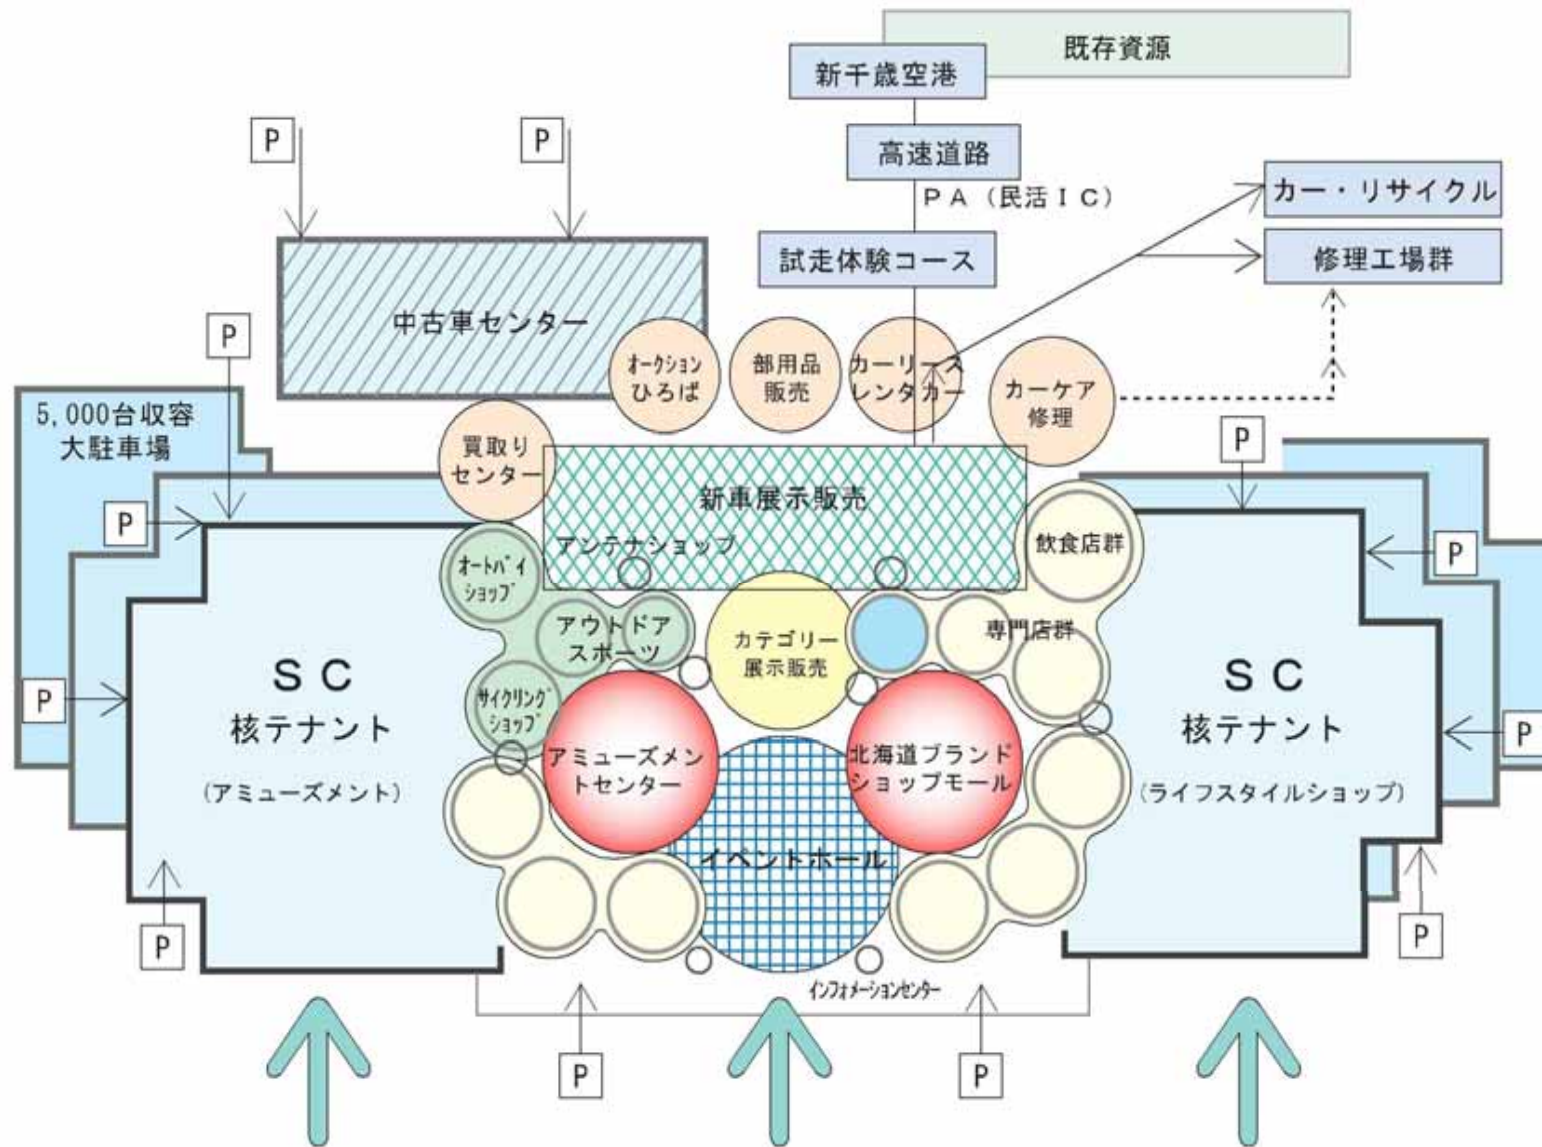 既存資源
新千歳空港
高速道路
PA（民活IC）
試走体験コース
カー・リサイクル
修理工場群
P
P
P
中古車センター
オークション
ひろば
部用品
販売
カーリース
レンタカー
カーケア
修理
5,000台収容
大駐車場
買取り
センター
新車展示販売
アンテナショップ
P
P
P
P
P
P
飲食店群
オートバイ
ショップ
アウトドア
スポーツ
サイクリング
ショップ
カテゴリー
展示販売
専門店群
SC
核テナント
(アミューズメント)
アミューズメン
トセンター
北海道ブランド
ショップモール
イベントホール
SC
核テナント
(ライフスタイルショップ)
P
P
インフォメーションセンター
P
P